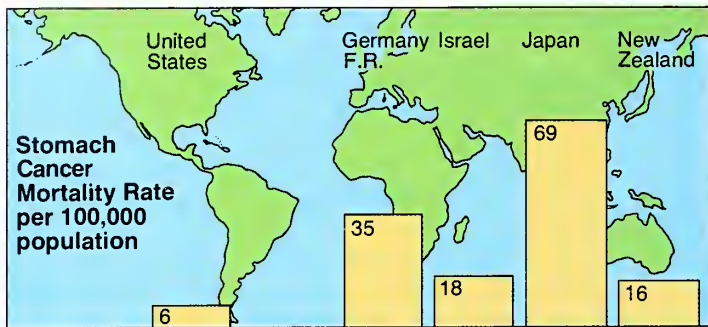 United
States
Germany
F.R.
Israel
Japan
New
Zealand
Stomach
Cancer
Mortality Rate
per 100,000
population
6
35
18
69
16